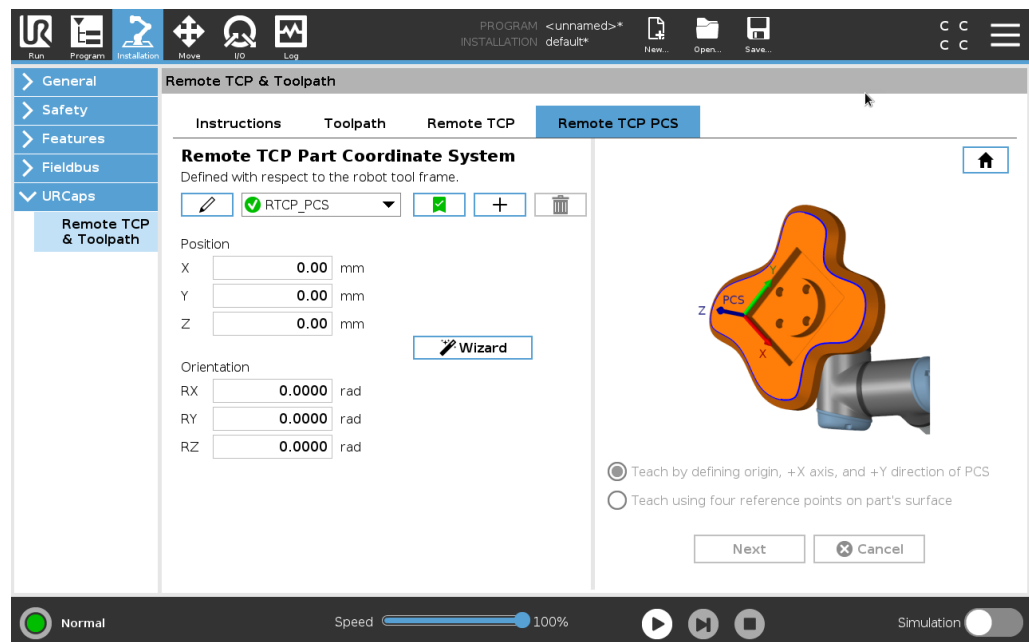 UR
Run
Program
Installation
Move
I/O
Log
PROGRAM <unnamed>*
INSTALLATION default*
New...
Open...
Save...
C C
C C
General
Safety
Features
Fieldbus
URCaps
Remote TCP
& Toolpath
Remote TCP & Toolpath
Instructions
Toolpath
Remote TCP
Remote TCP PCS
Remote TCP Part Coordinate System
Defined with respect to the robot tool frame.
RTCP_PCS
Position
X 0.00 mm
Y 0.00 mm
Z 0.00 mm
Wizard
Orientation
RX 0.0000 rad
RY 0.0000 rad
RZ 0.0000 rad
Y
PCS
Z
X
Teach by defining origin, +X axis, and +Y direction of PCS
Teach using four reference points on part's surface
Next
Cancel
Normal
Speed
100%
Simulation